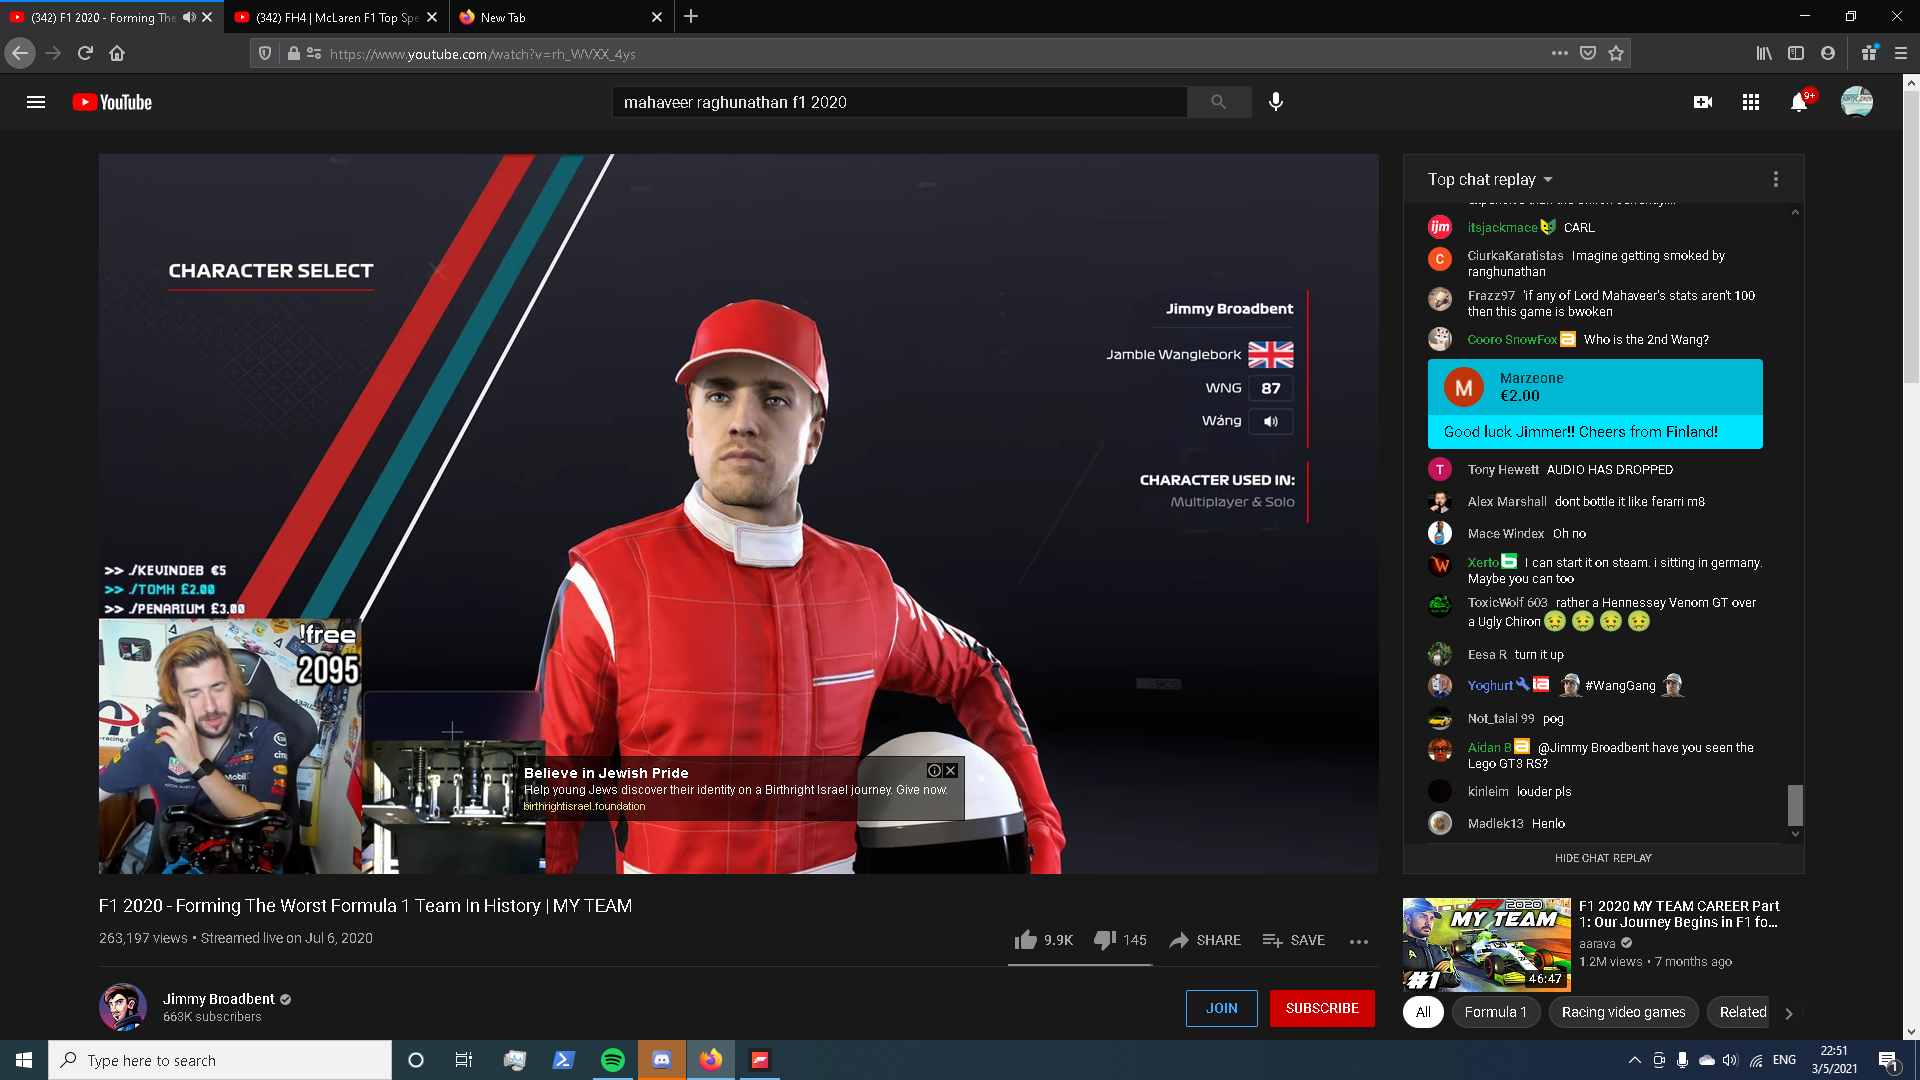 (342) F1 2020 - Forming The
(342) FH4 | McLaren F1 Top Spe
New Tab
https://www.youtube.com/watch?v=rh_WVXX_4ys
YouTube
mahaveer raghunathan f1 2020
9+
CHARACTER SELECT
Jimmy Broadbent
Jamble Wanglebork
WNG 87
Wáng
CHARACTER USED IN:
Multiplayer & Solo
>> ./KEVINDEB €5
>> ./TOMH £2.00
>> ./PENARIUM £3.00
!free
2095
-racing.com
Mobil
citi
Believe in Jewish Pride
Help young Jews discover their identity on a Birthright Israel journey. Give now.
birthrightisrael.foundation
Top chat replay
ijm itsjackmace CARL
C CiurkaKaratistas Imagine getting smoked by
ranghunathan
Frazz97 'if any of Lord Mahaveer's stats aren't 100
then this game is bwoken
Cooro SnowFox Who is the 2nd Wang?
M Marzeone
€2.00
Good luck Jimmer!! Cheers from Finland!
T Tony Hewett AUDIO HAS DROPPED
Alex Marshall dont bottle it like ferarri m8
Mace Windex Oh no
Xerto I can start it on steam. i sitting in germany.
Maybe you can too
ToxicWolf 603 rather a Hennessey Venom GT over
a Ugly Chiron
Eesa R turn it up
Yoghurt #WangGang
Not_talal 99 pog
Aidan B @Jimmy Broadbent have you seen the
Lego GT3 RS?
kinleim louder pls
Madlek13 Henlo
HIDE CHAT REPLAY
F1 2020 - Forming The Worst Formula 1 Team In History | MY TEAM
263,197 views • Streamed live on Jul 6, 2020
9.9K 145 SHARE SAVE
Jimmy Broadbent
663K subscribers
JOIN SUBSCRIBE
2020
MY TEAM
#1
46:47
F1 2020 MY TEAM CAREER Part
1: Our Journey Begins in F1 fo...
aarava
1.2M views • 7 months ago
All Formula 1 Racing video games Related
Type here to search
ENG
22:51
3/5/2021
1